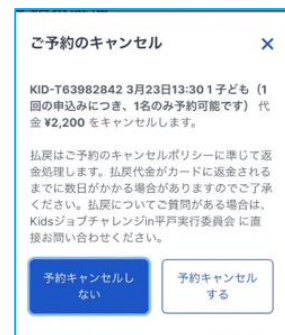 ご予約のキャンセル ×
KID-T63982842 3月23日13:30 1 子ども（1
回の申込みにつき、1名のみ予約可能です） 代
金 ¥2,200 をキャンセルします。
払戻はご予約のキャンセルポリシーに準じて返
金処理します。払戻代金がカードに返金される
までに数日がかかる場合がありますのでご了承
ください。払戻についてご質問がある場合は、
Kidsジョブチャレンジin平戸実行委員会 に直
接お問い合わせください。
予約キャンセルし
ない
予約キャンセル
する